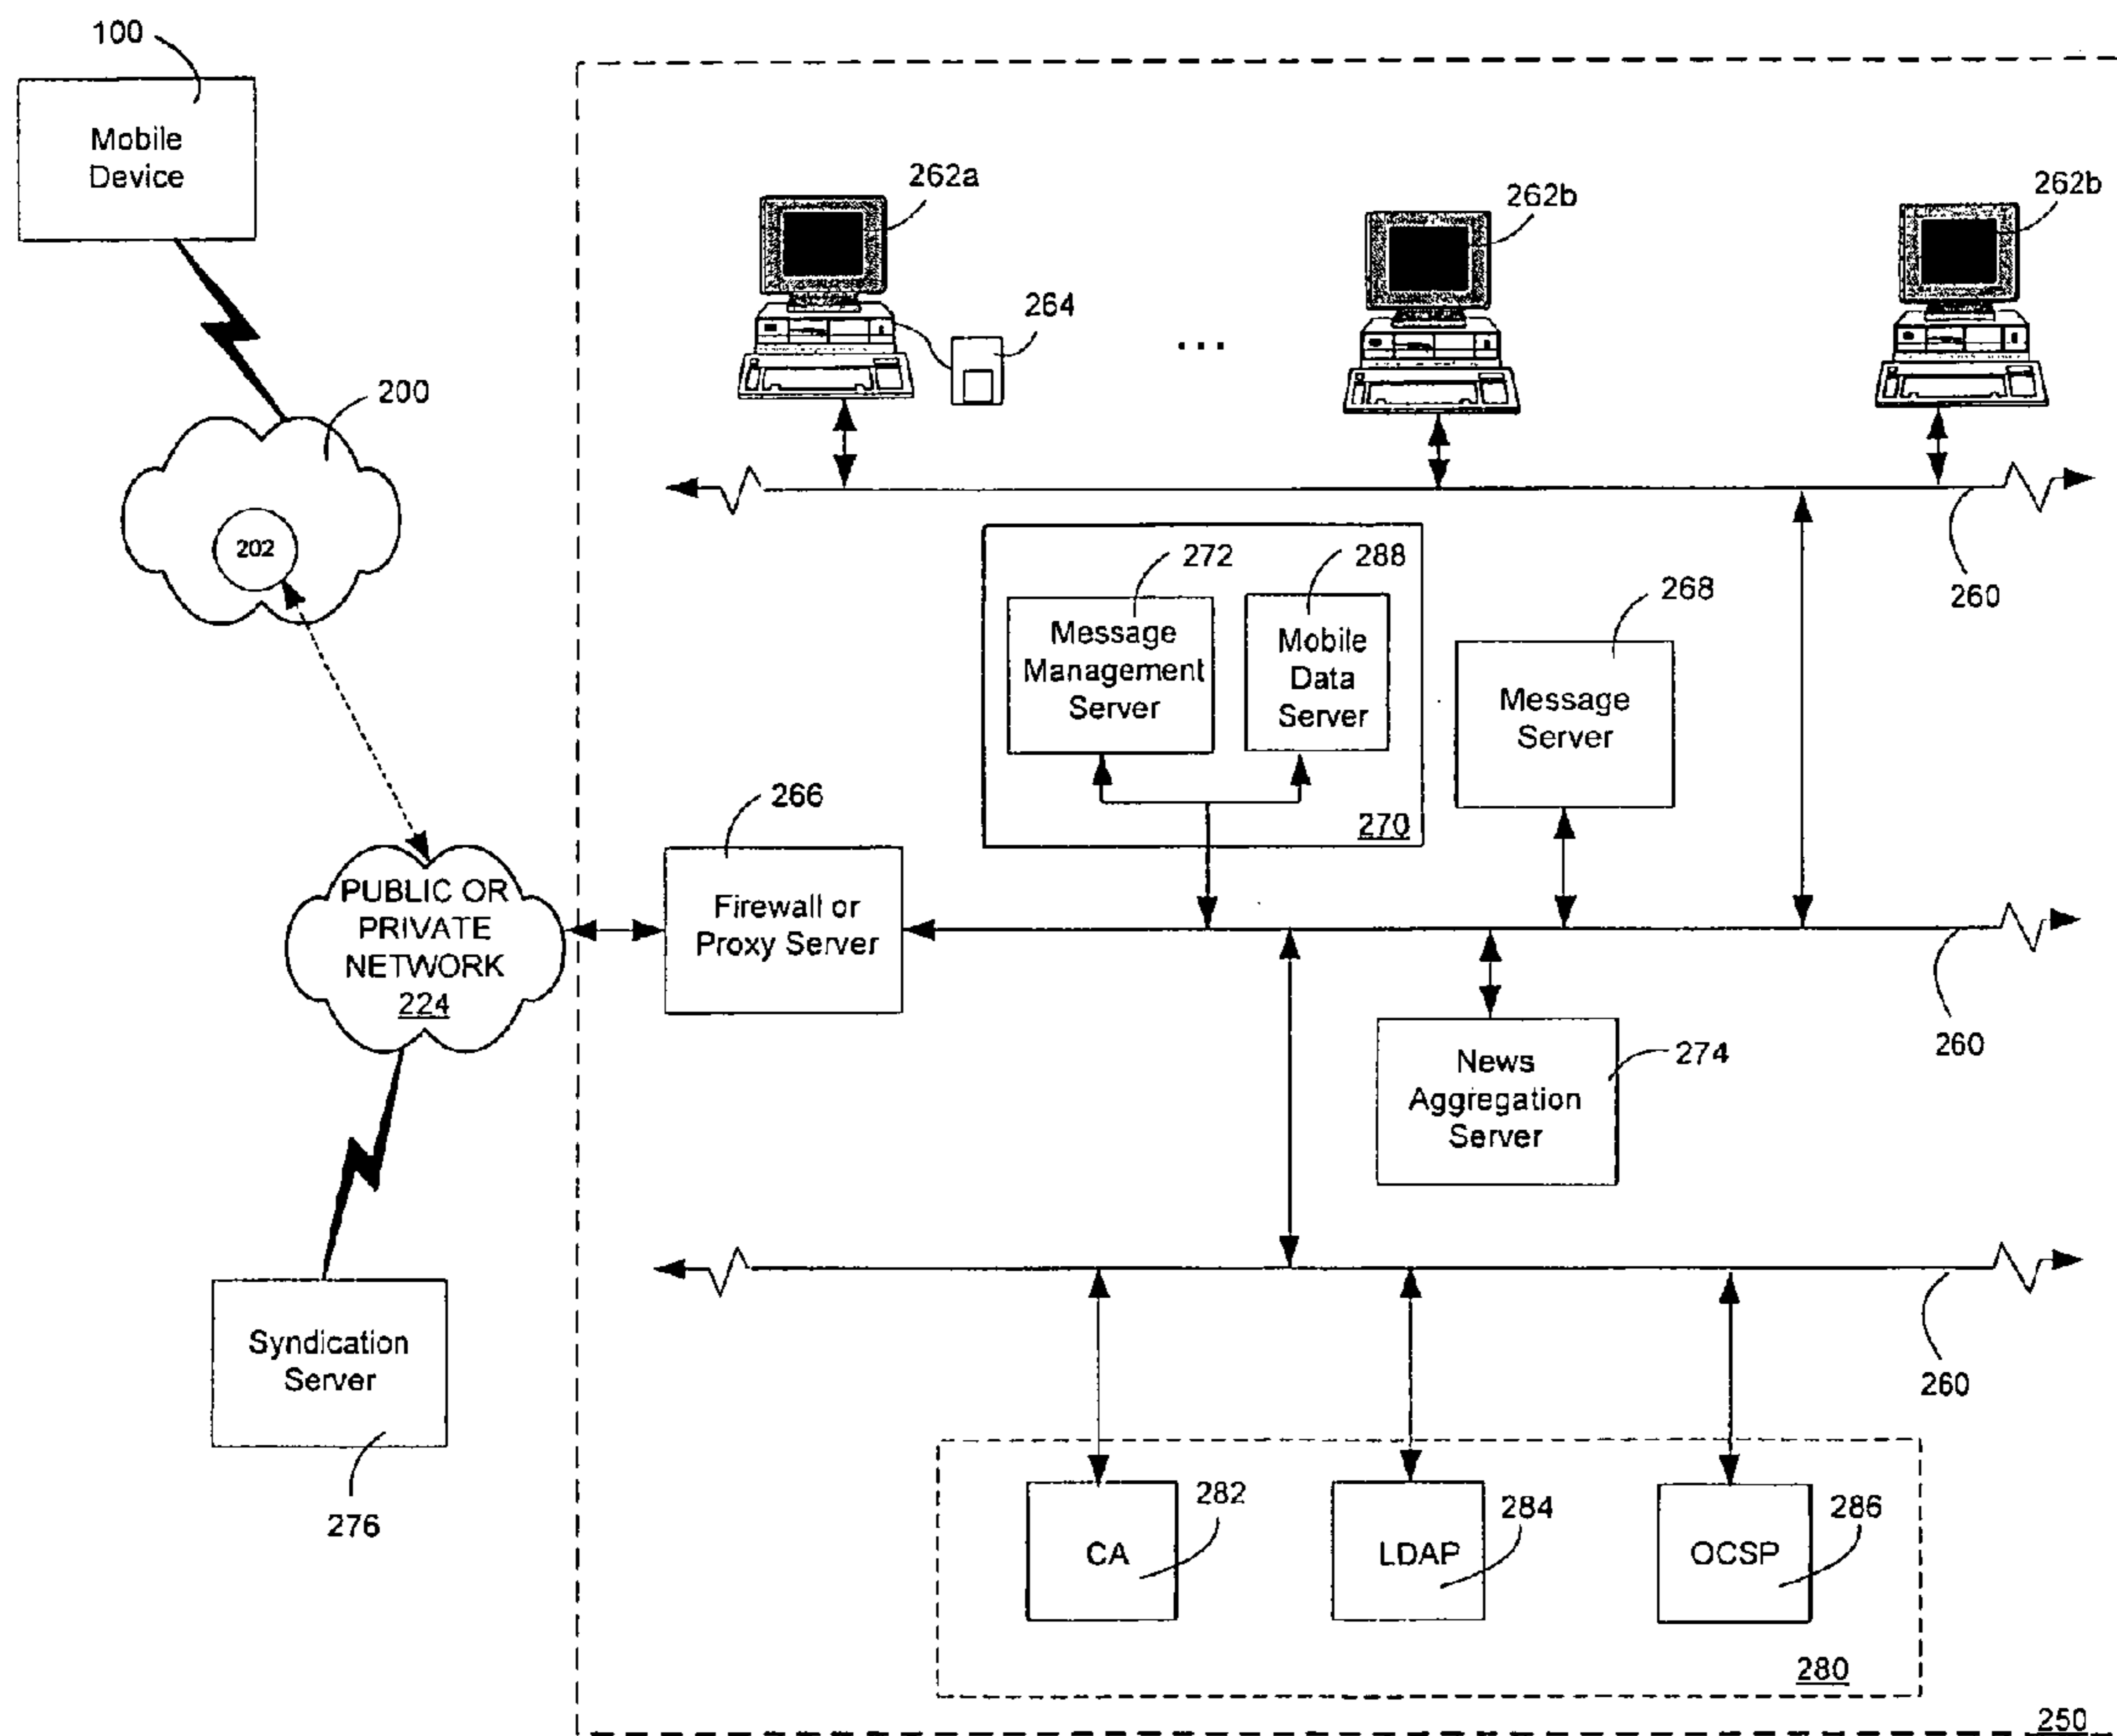 100
Mobile
Device
262a
262b
262b
264
...
200
202
260
272
288
268
Message
Management
Server
Mobile
Data
Server
Message
Server
270
266
PUBLIC OR
PRIVATE
NETWORK
224
Firewall or
Proxy Server
260
News
Aggregation
Server
274
Syndication
Server
276
260
CA
282
LDAP
284
OCSP
286
280
250